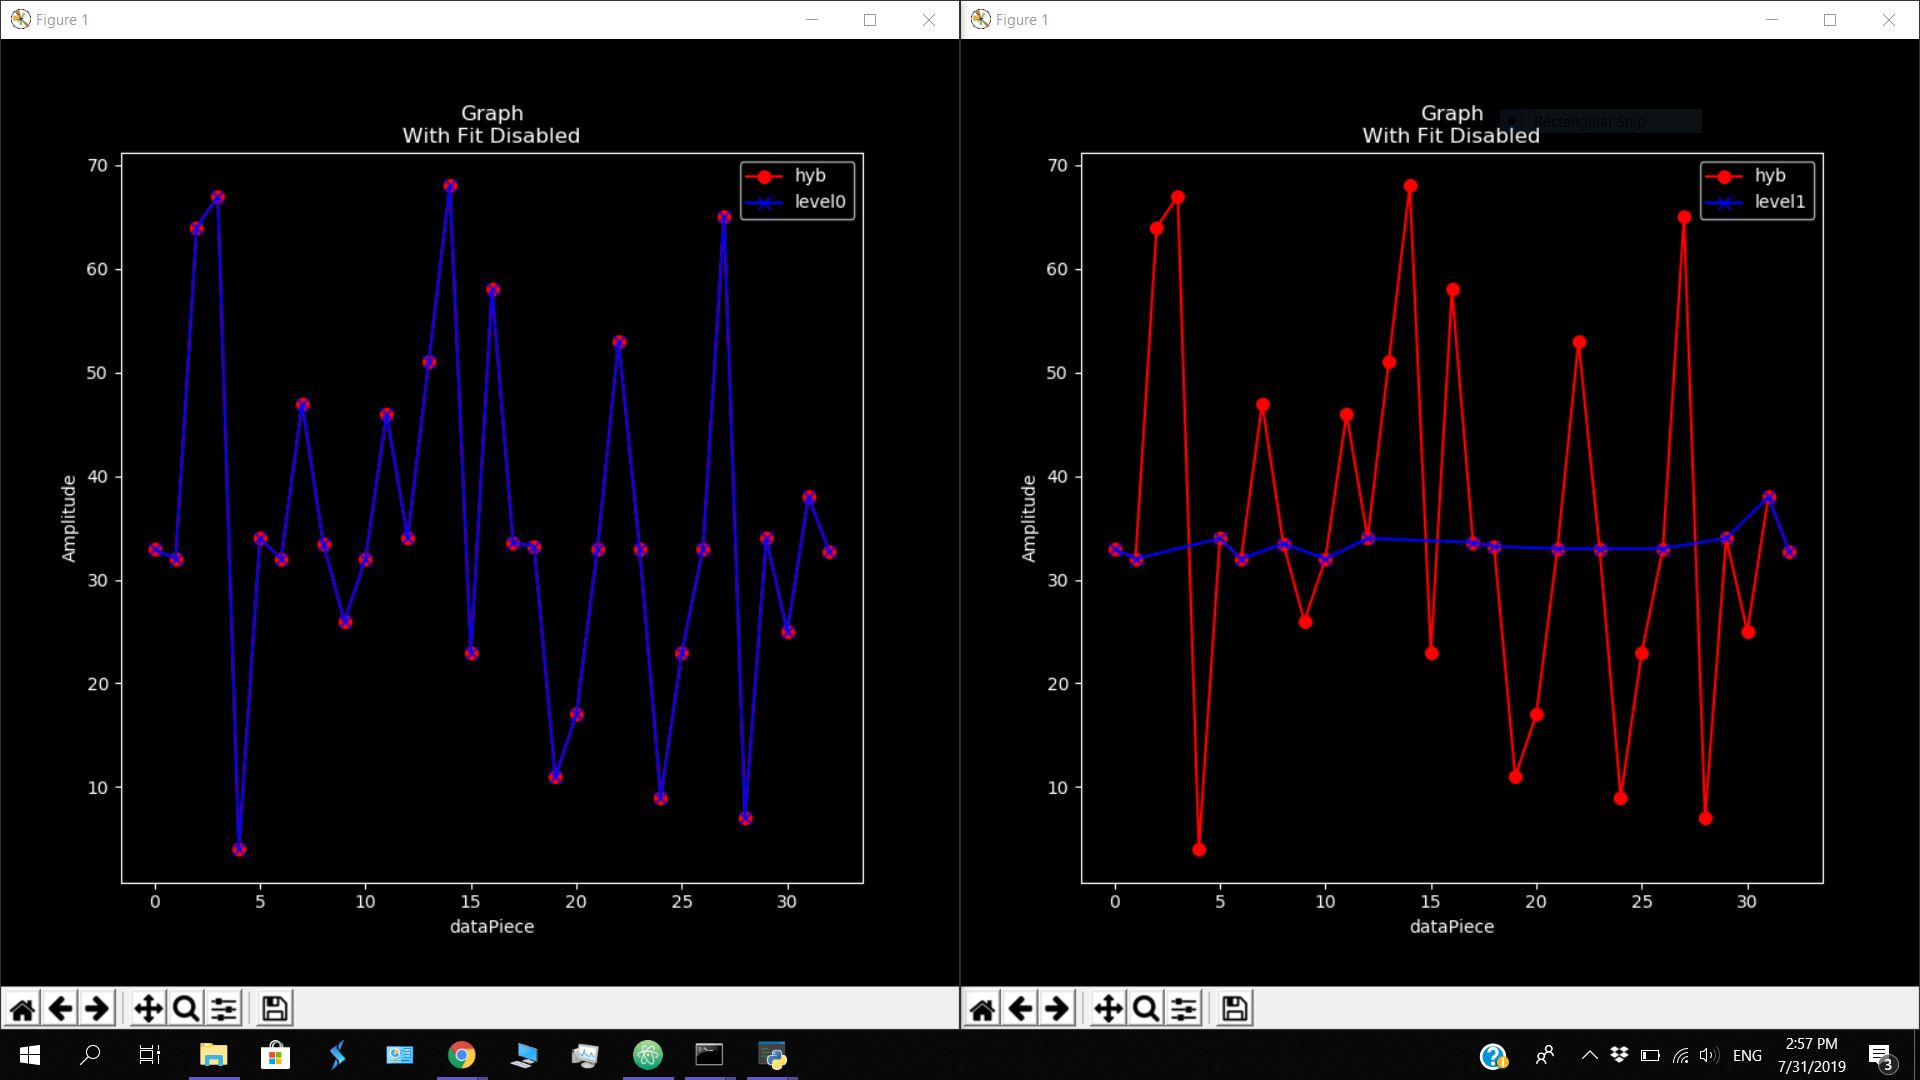 Figure 1
Graph
With Fit Disabled
hyb
level0
70
60
50
40
30
20
10
Amplitude
0 5 10 15 20 25 30
dataPiece
Figure 1
Rectangular Snip
Graph
With Fit Disabled
hyb
level1
70
60
50
40
30
20
10
Amplitude
0 5 10 15 20 25 30
dataPiece
ENG
2:57 PM
7/31/2019
3